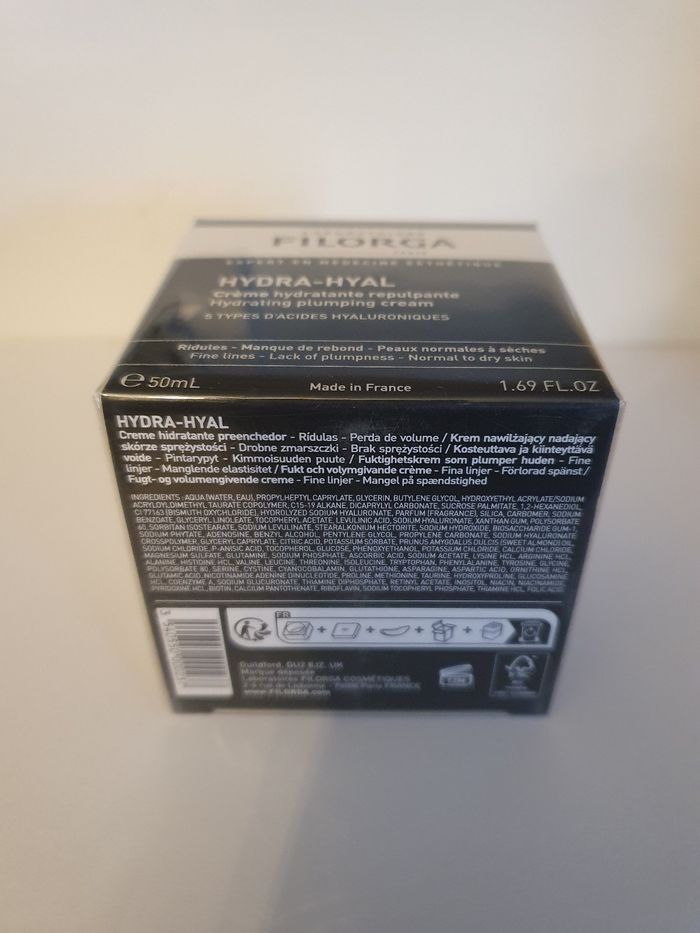 FILORGA
EXPERT EN MÉDECINE ESTHÉTIQUE
HYDRA-HYAL
Crème hydratante repulpante
Hydrating plumping cream
5 TYPES D'ACIDES HYALURONIQUES
Ridules - Manque de rebond - Peaux normales à sèches
Fine lines - Lack of plumpness - Normal to dry skin
℮ 50mL Made in France 1.69 FL.OZ
HYDRA-HYAL
Creme hidratante preenchedor - Rídulas - Perda de volume / Krem nawilżający nadający
skórze sprężystości - Drobne zmarszczki - Brak sprężystości / Kosteuttava ja kiinteyttävä
voide - Pintarypyt - Kimmoisuuden puute / Fuktighetskrem som plumper huden - Fine
linjer - Manglende elastisitet / Fukt och volymgivande crème - Fina linjer - Förlorad spänst /
Fugt- og volumengivende creme - Fine linjer - Mangel på spændstighed
INGREDIENTS : AQUA (WATER, EAU), PROPYLHEPTYL CAPRYLATE, GLYCERIN, BUTYLENE GLYCOL, HYDROXYETHYL ACRYLATE/SODIUM
ACRYLOYLDIMETHYL TAURATE COPOLYMER, C15-19 ALKANE, DICAPRYLYL CARBONATE, SUCROSE PALMITATE, 1,2-HEXANEDIOL,
CI 77163 (BISMUTH OXYCHLORIDE), HYDROLYZED SODIUM HYALURONATE, PARFUM (FRAGRANCE), SILICA, CARBOMER, SODIUM
BENZOATE, GLYCERYL LINOLEATE, TOCOPHERYL ACETATE, LEVULINIC ACID, SODIUM HYALURONATE, XANTHAN GUM, POLYSORBATE
60, SORBITAN ISOSTEARATE, SODIUM LEVULINATE, STEARALKONIUM HECTORITE, SODIUM HYDROXIDE, BIOSACCHARIDE GUM-1,
SODIUM PHYTATE, ADENOSINE, BENZYL ALCOHOL, PENTYLENE GLYCOL, PROPYLENE CARBONATE, SODIUM HYALURONATE
CROSSPOLYMER, GLYCERYL CAPRYLATE, CITRIC ACID, POTASSIUM SORBATE, PRUNUS AMYGDALUS DULCIS (SWEET ALMOND) OIL,
SODIUM CHLORIDE, P-ANISIC ACID, TOCOPHEROL, GLUCOSE, PHENOXYETHANOL, POTASSIUM CHLORIDE, CALCIUM CHLORIDE,
MAGNESIUM SULFATE, GLUTAMINE, SODIUM PHOSPHATE, ASCORBIC ACID, SODIUM ACETATE, LYSINE HCL, ARGININE HCL,
ALANINE, HISTIDINE HCL, VALINE, LEUCINE, THREONINE, ISOLEUCINE, TRYPTOPHAN, PHENYLALANINE, TYROSINE, GLYCINE,
POLYSORBATE 80, SERINE, CYSTINE, CYANOCOBALAMIN, GLUTATHIONE, ASPARAGINE, ASPARTIC ACID, ORNITHINE HCL,
GLUTAMIC ACID, NICOTINAMIDE ADENINE DINUCLEOTIDE, PROLINE, METHIONINE, TAURINE, HYDROXYPROLINE, GLUCOSAMINE
HCL, COENZYME A, SODIUM GLUCURONATE, THIAMINE DIPHOSPHATE, RETINYL ACETATE, INOSITOL, NIACIN, NIACINAMIDE,
PYRIDOXINE HCL, BIOTIN, CALCIUM PANTOTHENATE, RIBOFLAVIN, SODIUM TOCOPHERYL PHOSPHATE, THIAMINE HCL, FOLIC ACID.
FR
Guildford, GU2 8JZ, UK
Marque déposée
Laboratoires FILORGA COSMÉTIQUES
75008 Paris FRANCE
www.FILORGA.com
12M